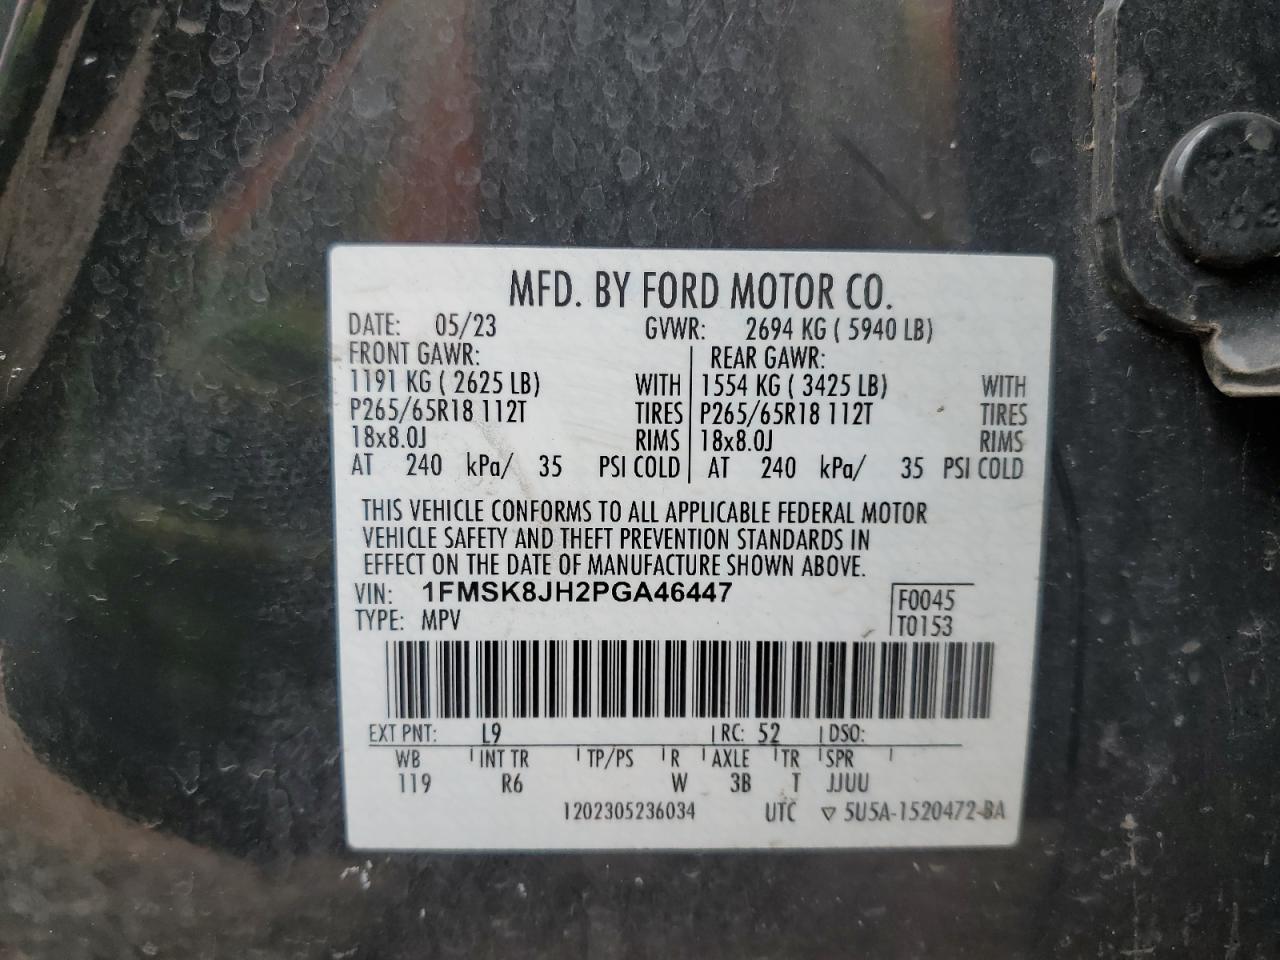 MFD. BY FORD MOTOR CO.
DATE: 05/23 GVWR: 2694 KG ( 5940 LB)
FRONT GAWR: REAR GAWR:
1191 KG ( 2625 LB) WITH 1554 KG ( 3425 LB) WITH
P265/65R18 112T TIRES P265/65R18 112T TIRES
18x8.0J RIMS 18x8.0J RIMS
AT 240 kPa/ 35 PSI COLD AT 240 kPa/ 35 PSI COLD
THIS VEHICLE CONFORMS TO ALL APPLICABLE FEDERAL MOTOR
VEHICLE SAFETY AND THEFT PREVENTION STANDARDS IN
EFFECT ON THE DATE OF MANUFACTURE SHOWN ABOVE.
VIN: 1FMSK8JH2PGA46447 F0045
TYPE: MPV T0153
EXT PNT: L9 RC: 52 DSO:
WB INT TR TP/PS R AXLE TR SPR
119 R6 W 3B T JJUU
1202305236034 UTC ▽ 5U5A-1520472-BA